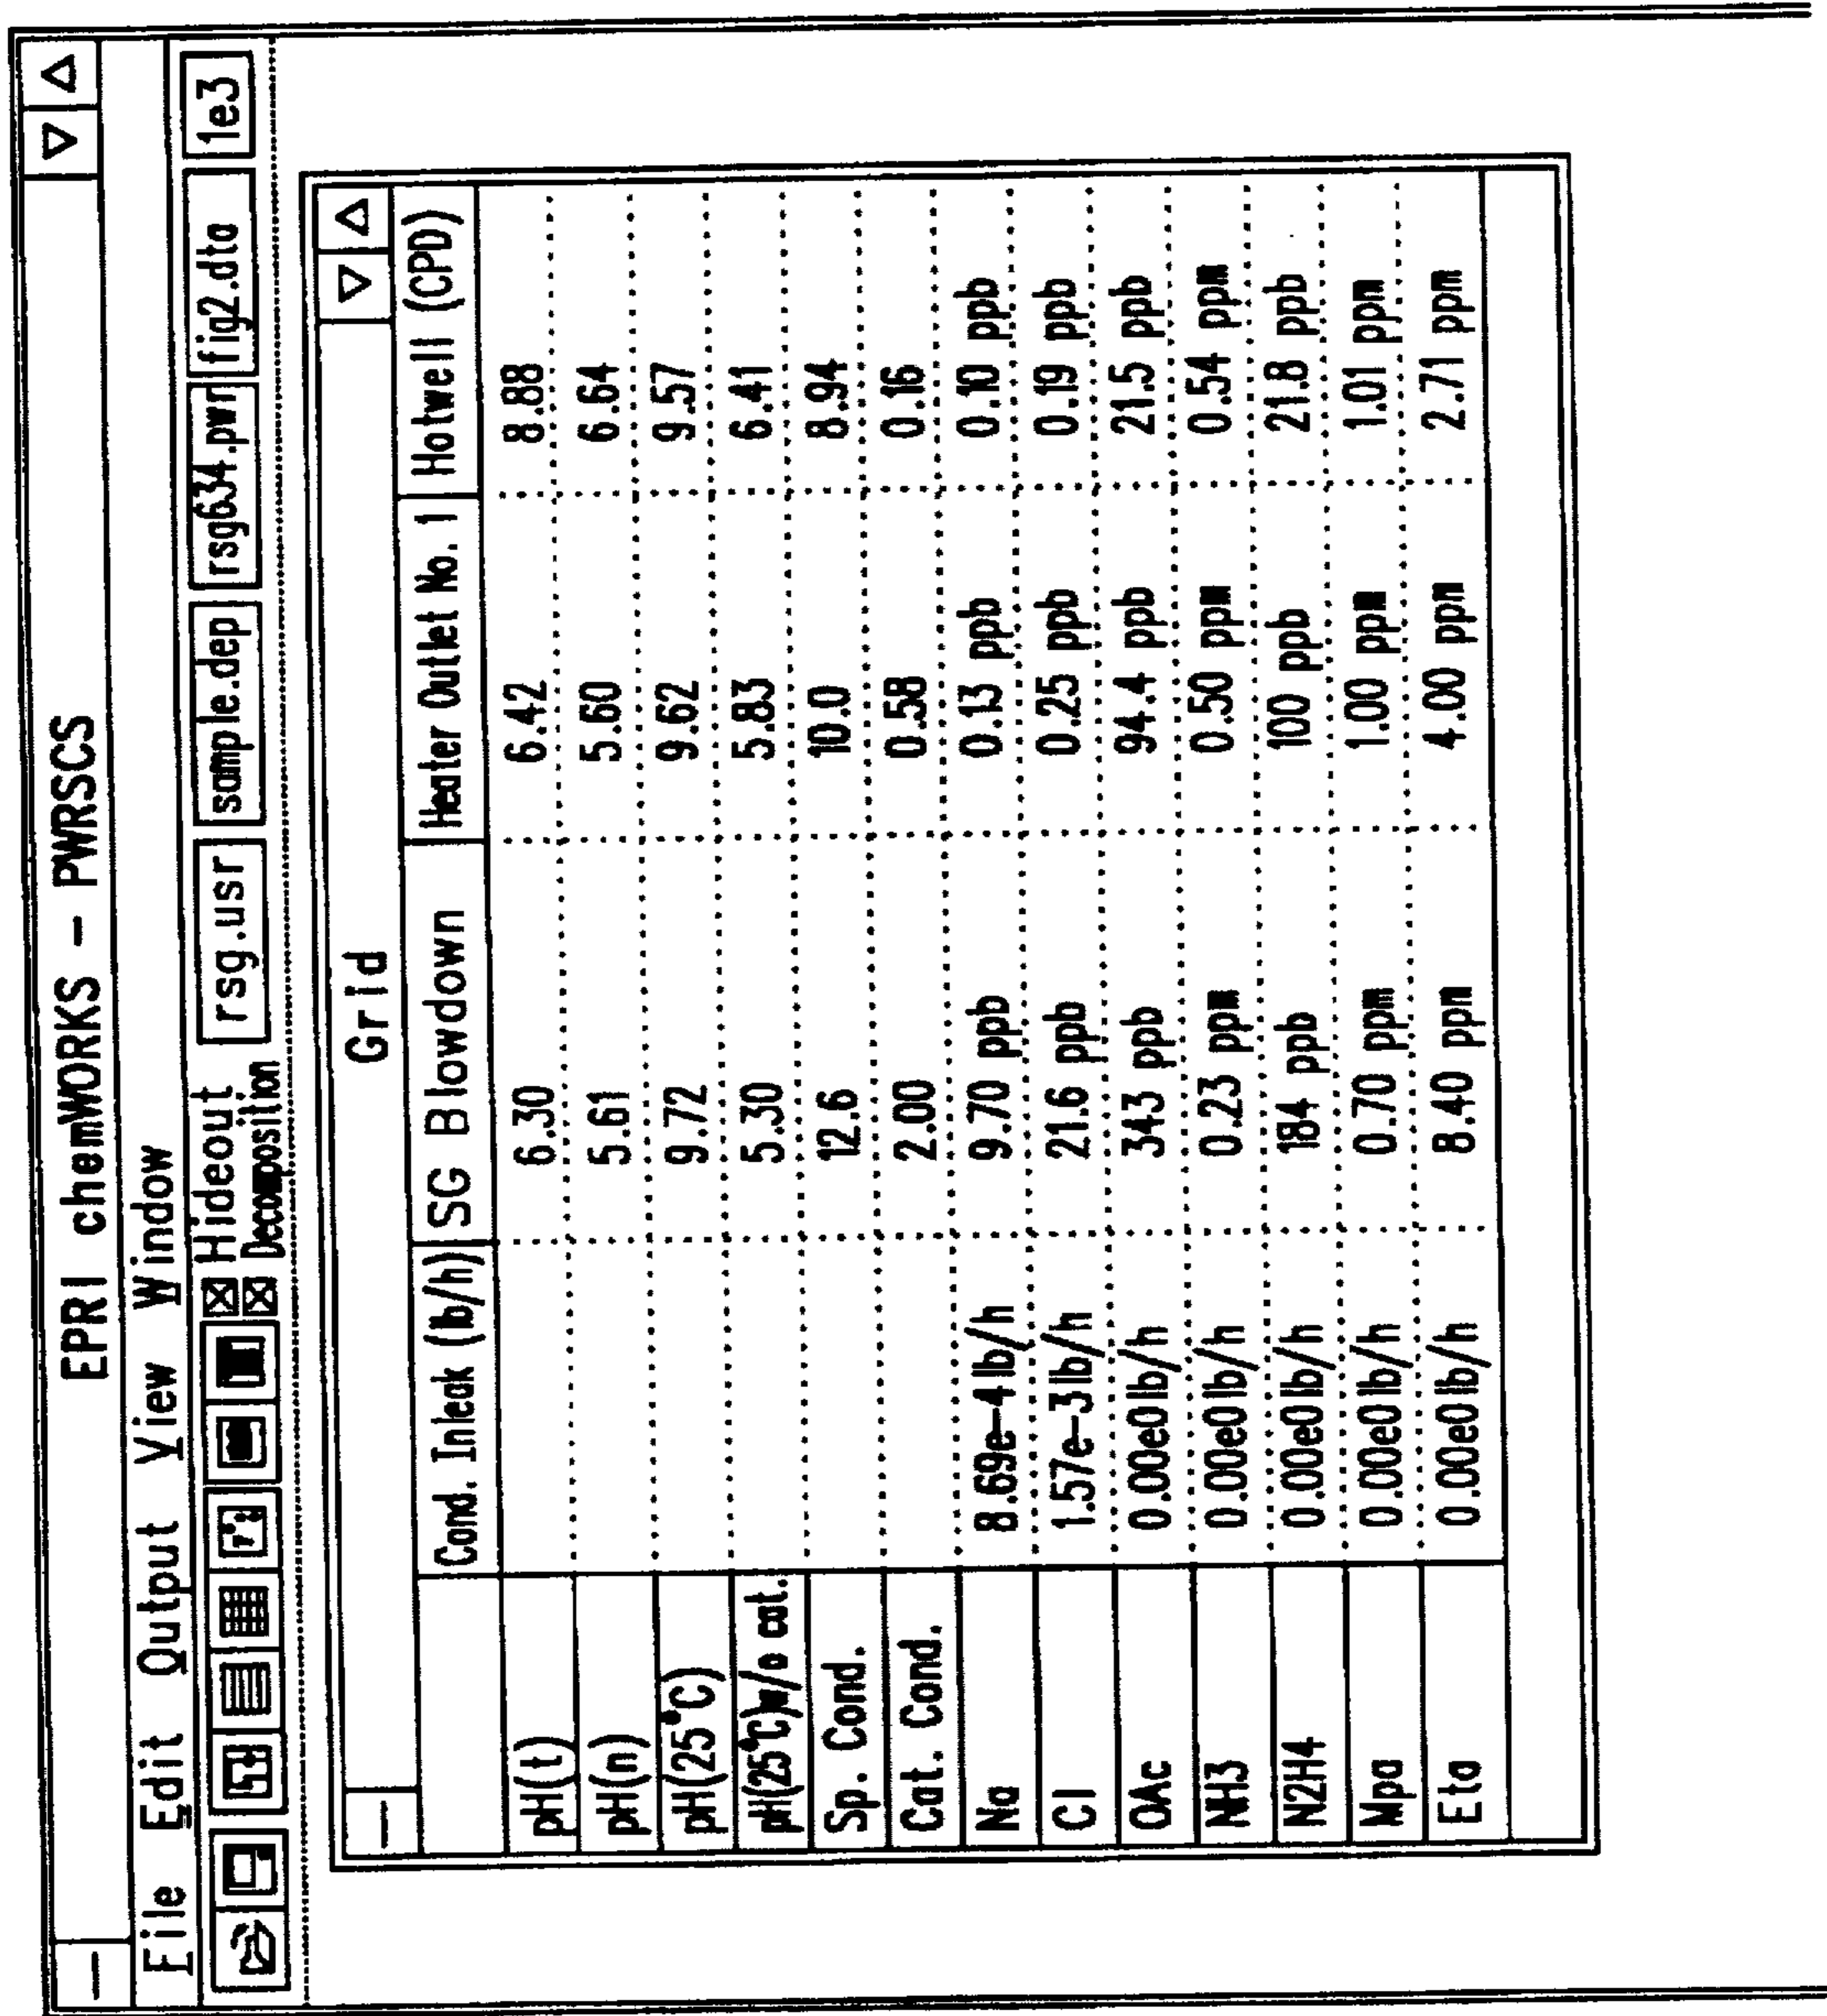 EPRI chemWORKS – PWRSCS
File Edit Output View Window
Hideout
Decomposition
rsg.usr sample.dep rsg634.pwr fig2.dta 1e3
Grid
Cond. Inleak (lb/h) SG Blowdown Heater Outlet No. 1 Hotwell (CPD)
pH(t) 6.30 6.42 8.88
pH(n) 5.61 5.60 6.64
pH(25°C) 9.72 9.62 9.57
pH(25°C)w/o cat. 5.30 5.83 6.41
Sp. Cond. 12.6 10.0 8.94
Cat. Cond. 2.00 0.58 0.16
Na 8.69e-4 lb/h 9.70 ppb 0.13 ppb 0.10 ppb
Cl 1.57e-3 lb/h 21.6 ppb 0.25 ppb 0.19 ppb
OAc 0.00e0 lb/h 343 ppb 94.4 ppb 21.5 ppb
NH3 0.00e0 lb/h 0.23 ppm 0.50 ppm 0.54 ppm
N2H4 0.00e0 lb/h 184 ppb 100 ppb 21.8 ppb
Mpa 0.00e0 lb/h 0.70 ppm 1.00 ppm 1.01 ppm
Eta 0.00e0 lb/h 8.40 ppm 4.00 ppm 2.71 ppm